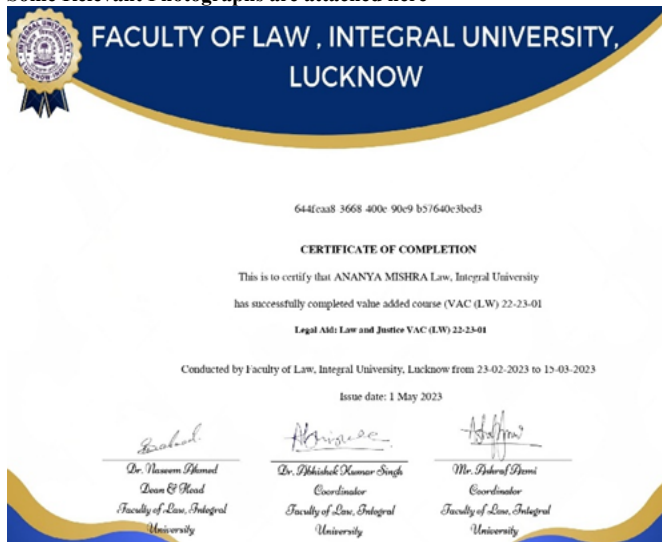 Some Relevant Photographs are attached here
FACULTY OF LAW , INTEGRAL UNIVERSITY,
LUCKNOW
644fcaa8-3668-400c-90c9-b57640c3bcd3
CERTIFICATE OF COMPLETION
This is to certify that ANANYA MISHRA Law, Integral University
has successfully completed value added course (VAC (LW) 22-23-01
Legal Aid: Law and Justice VAC (LW) 22-23-01
Conducted by Faculty of Law, Integral University, Lucknow from 23-02-2023 to 15-03-2023
Issue date: 1 May 2023
Dr. Naseem Ahmed
Dean & Head
Faculty of Law, Integral
University
Dr. Abhishek Kumar Singh
Coordinator
Faculty of Law, Integral
University
Mr. Ashraf Azmi
Coordinator
Faculty of Law, Integral
University